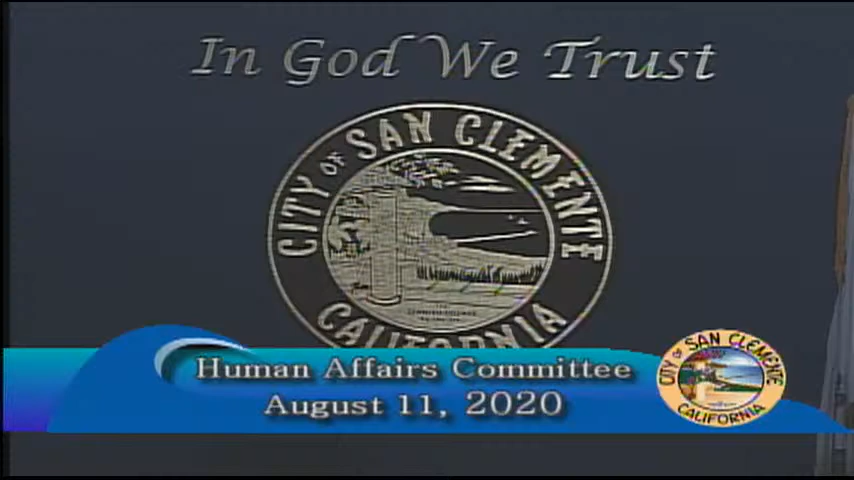 In God We Trust
CITY OF SAN CLEMENTE
CALIFORNIA
Human Affairs Committee
August 11, 2020
CITY OF SAN CLEMENTE
CALIFORNIA